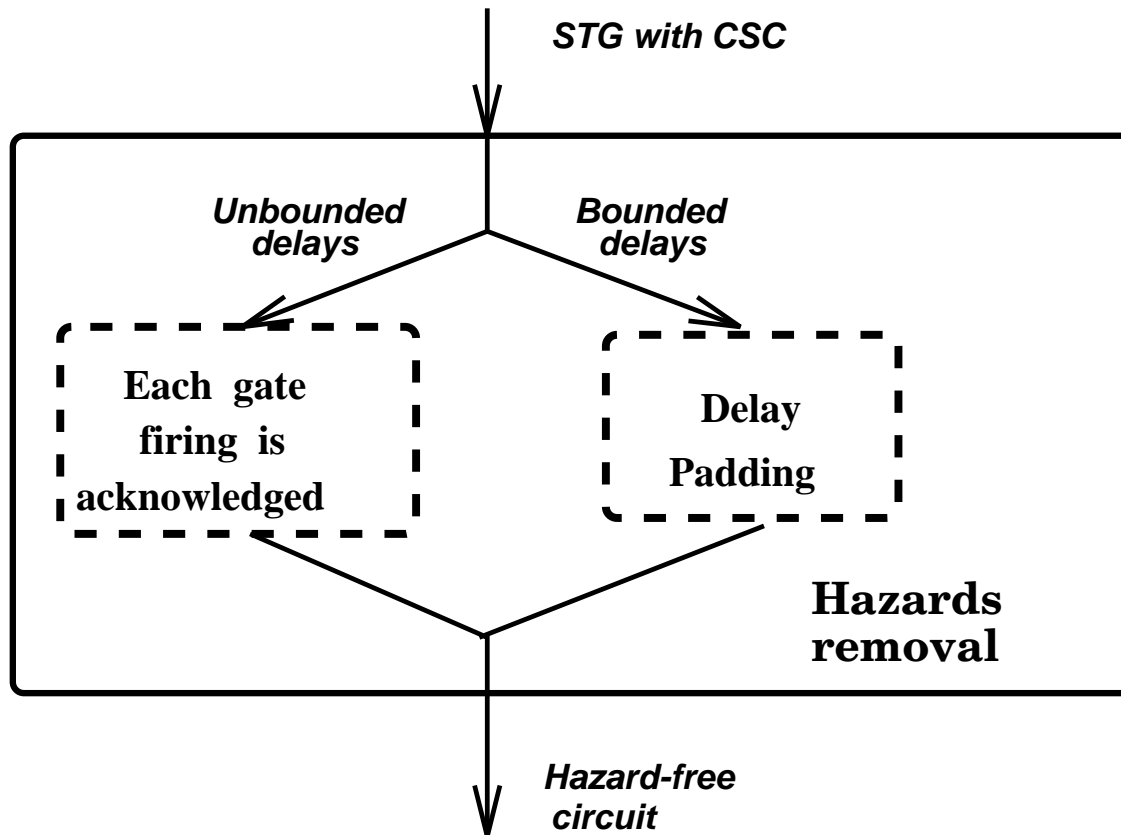 STG with CSC
Unbounded
delays
Bounded
delays
Each gate
firing is
acknowledged
Delay
Padding
Hazards
removal
Hazard-free
circuit